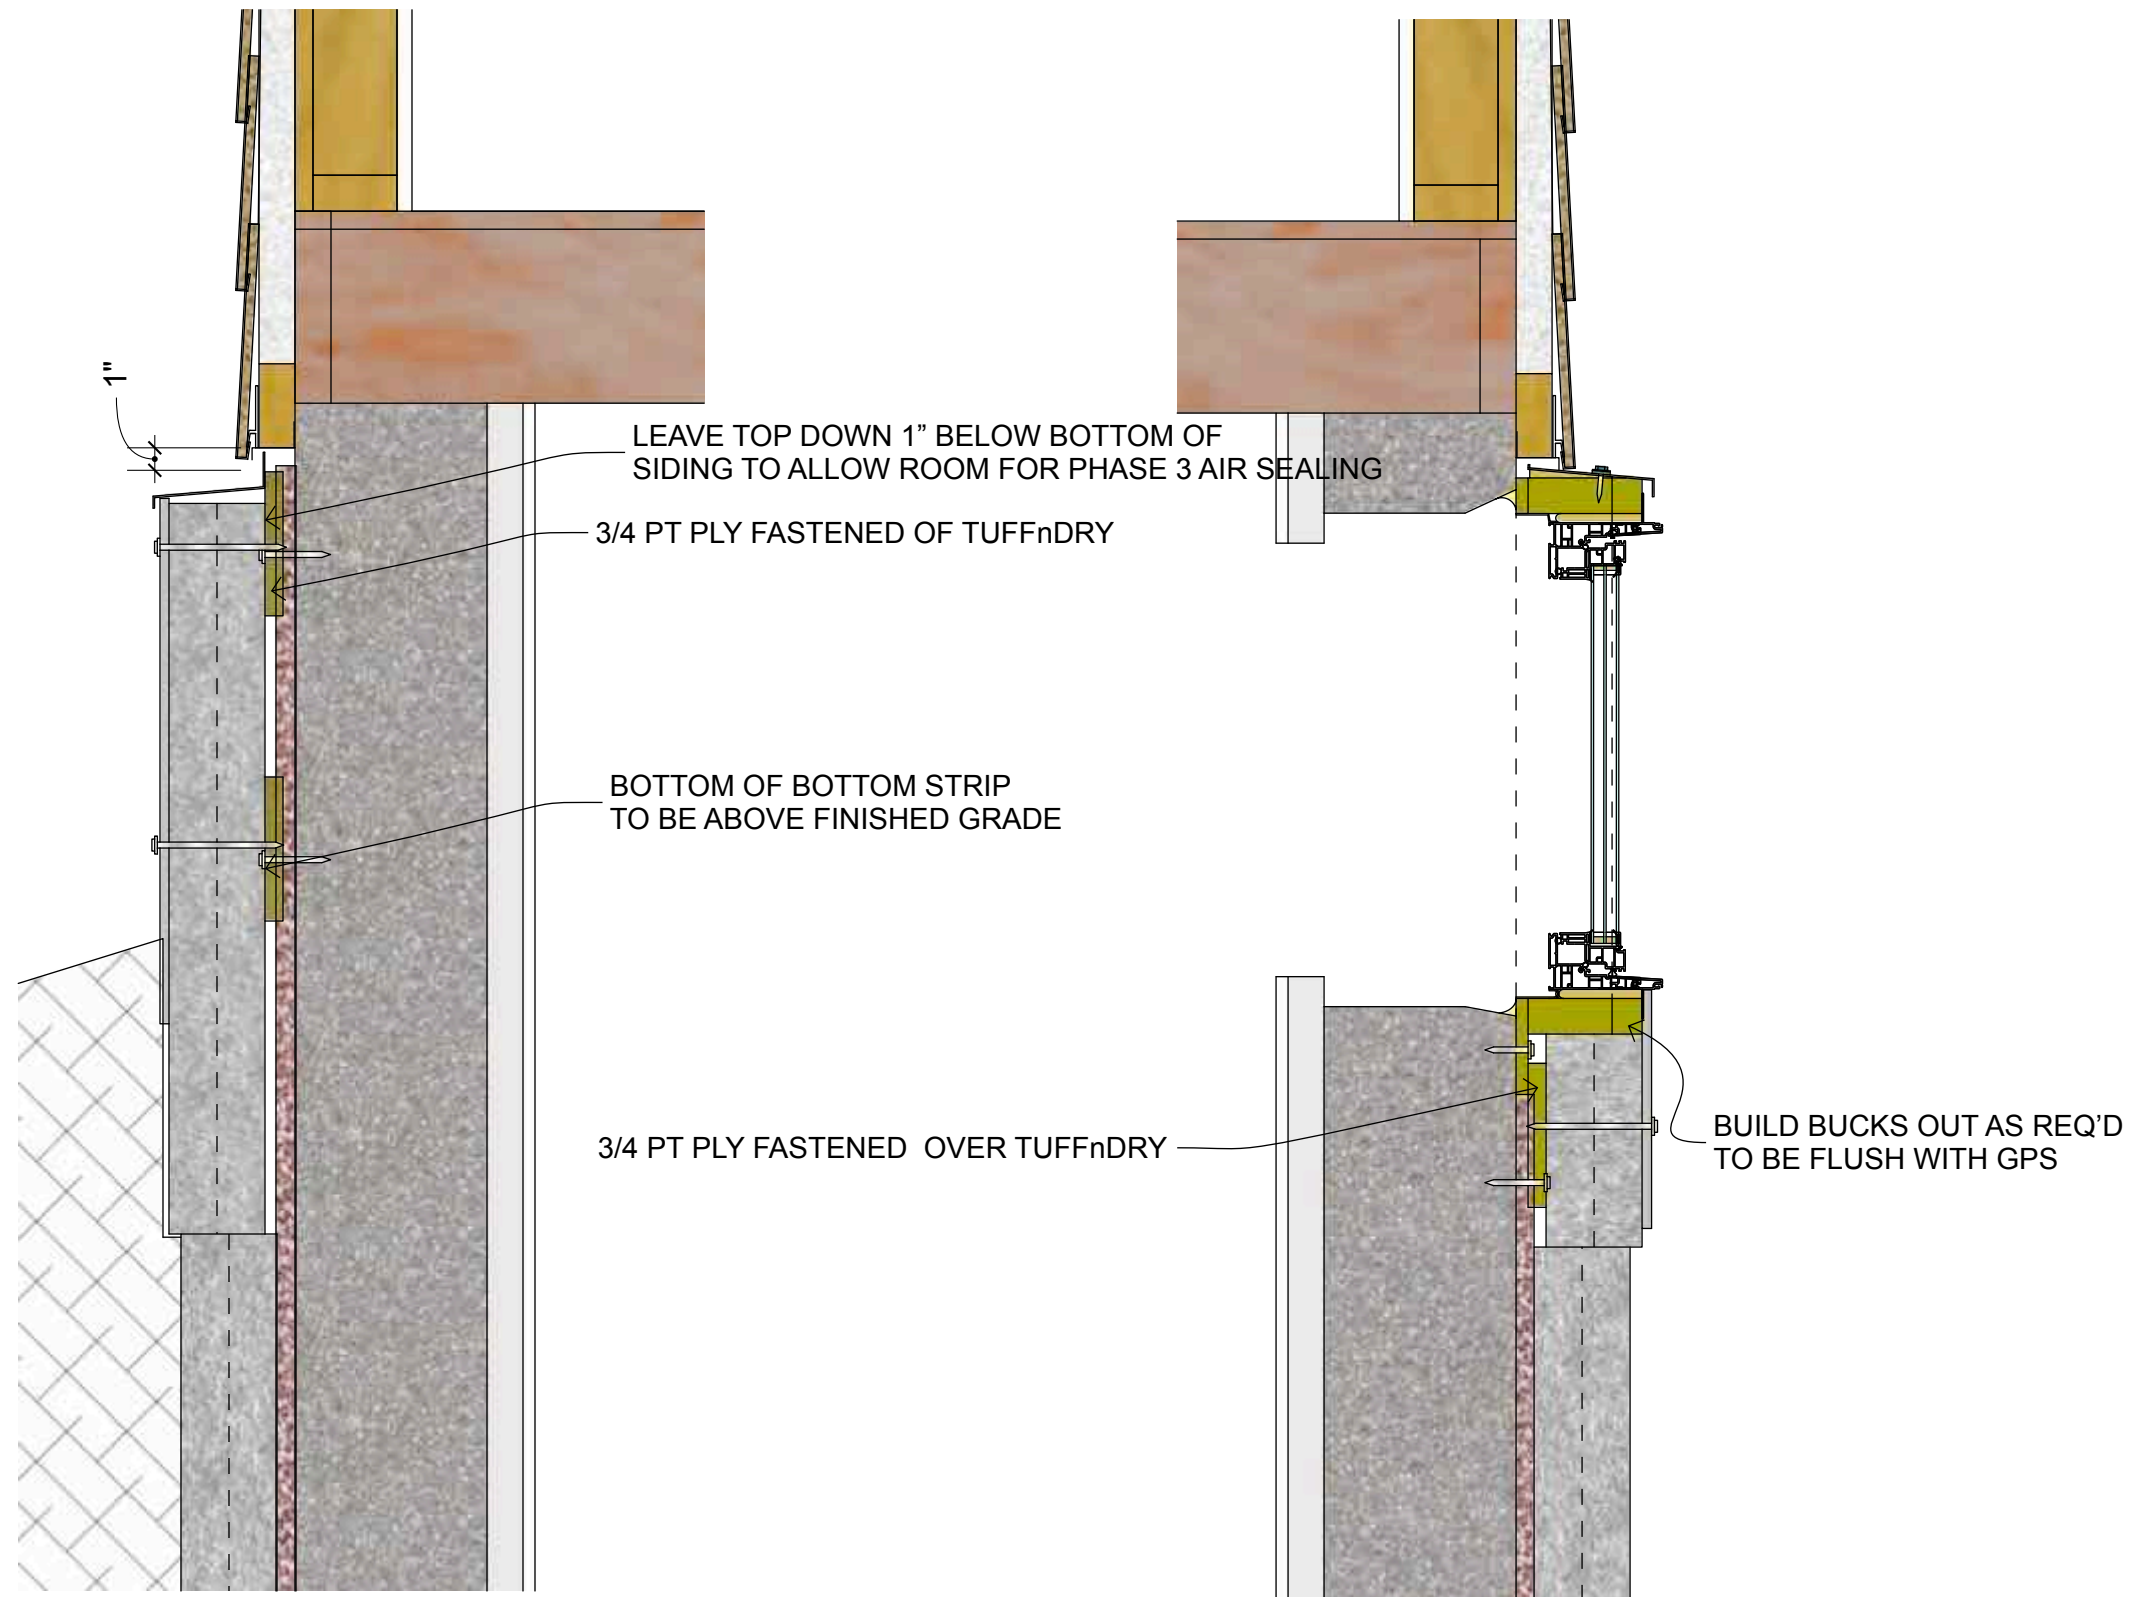 1"
LEAVE TOP DOWN 1” BELOW BOTTOM OF
SIDING TO ALLOW ROOM FOR PHASE 3 AIR SEALING
3/4 PT PLY FASTENED OF TUFFnDRY
BOTTOM OF BOTTOM STRIP
TO BE ABOVE FINISHED GRADE
3/4 PT PLY FASTENED  OVER TUFFnDRY
BUILD BUCKS OUT AS REQ’D
TO BE FLUSH WITH GPS